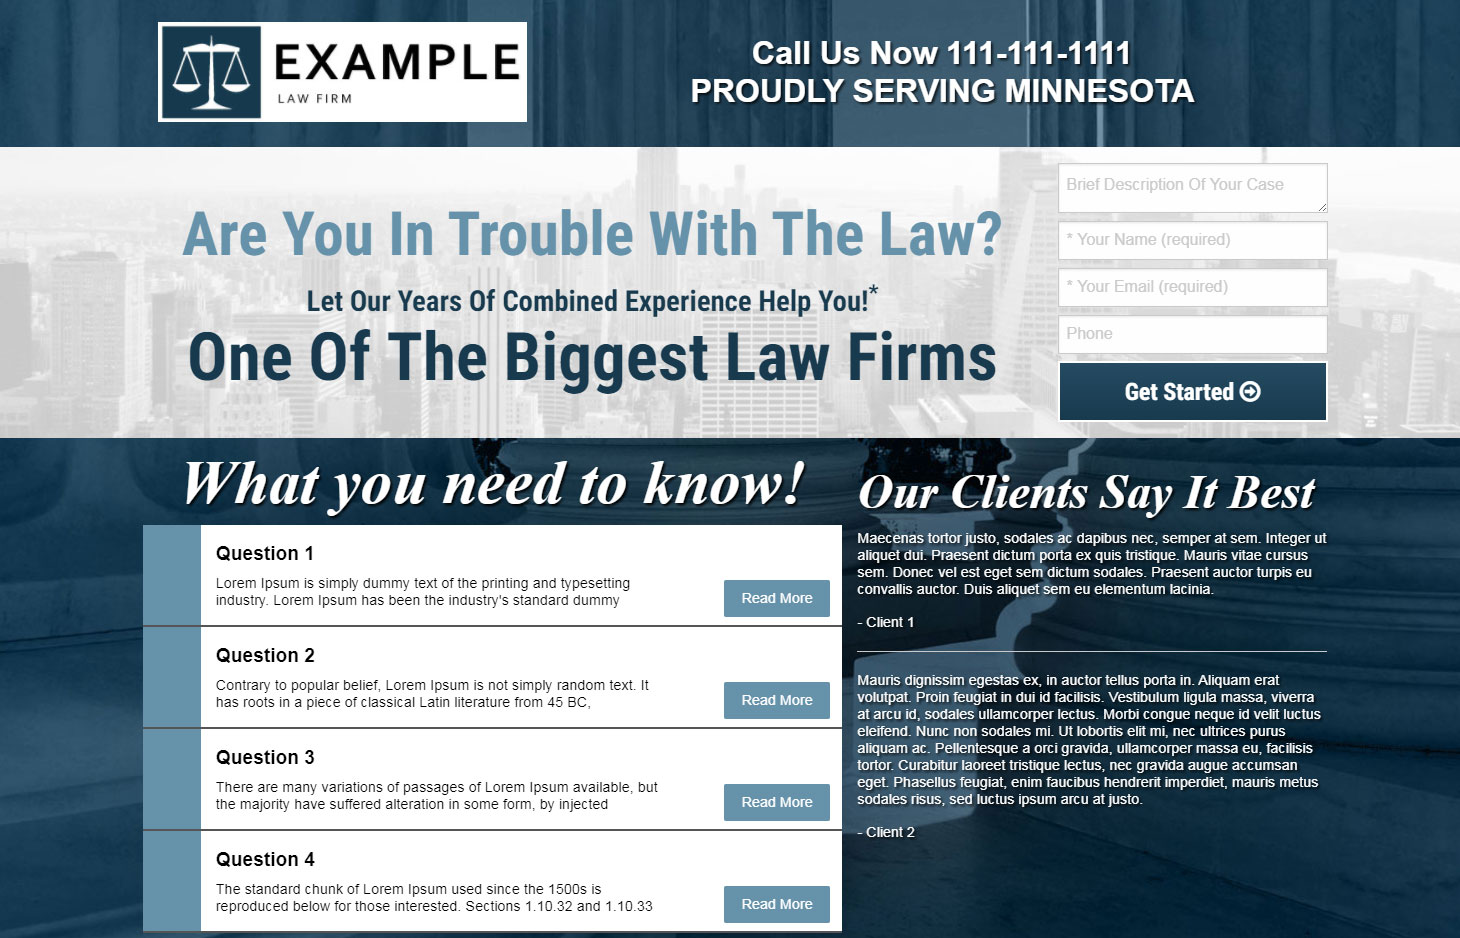 EXAMPLE
LAW FIRM
Call Us Now 111-111-1111
PROUDLY SERVING MINNESOTA
Are You In Trouble With The Law?
Let Our Years Of Combined Experience Help You!*
One Of The Biggest Law Firms
Brief Description Of Your Case
* Your Name (required)
* Your Email (required)
Phone
Get Started
What you need to know!
Question 1
Lorem Ipsum is simply dummy text of the printing and typesetting
industry. Lorem Ipsum has been the industry's standard dummy
Read More
Question 2
Contrary to popular belief, Lorem Ipsum is not simply random text. It
has roots in a piece of classical Latin literature from 45 BC,
Read More
Question 3
There are many variations of passages of Lorem Ipsum available, but
the majority have suffered alteration in some form, by injected
Read More
Question 4
The standard chunk of Lorem Ipsum used since the 1500s is
reproduced below for those interested. Sections 1.10.32 and 1.10.33
Read More
Our Clients Say It Best
Maecenas tortor justo, sodales ac dapibus nec, semper at sem. Integer ut
aliquet dui. Praesent dictum porta ex quis tristique. Mauris vitae cursus
sem. Donec vel est eget sem dictum sodales. Praesent auctor turpis eu
convallis auctor. Duis aliquet sem eu elementum lacinia.
- Client 1
Mauris dignissim egestas ex, in auctor tellus porta in. Aliquam erat
volutpat. Proin feugiat in dui id facilisis. Vestibulum ligula massa, viverra
at arcu id, sodales ullamcorper lectus. Morbi congue neque id velit luctus
eleifend. Nunc non sodales mi. Ut lobortis elit mi, nec ultrices purus
aliquam ac. Pellentesque a orci gravida, ullamcorper massa eu, facilisis
tortor. Curabitur laoreet tristique lectus, nec gravida augue accumsan
eget. Phasellus feugiat, enim faucibus hendrerit imperdiet, mauris metus
sodales risus, sed luctus ipsum arcu at justo.
- Client 2